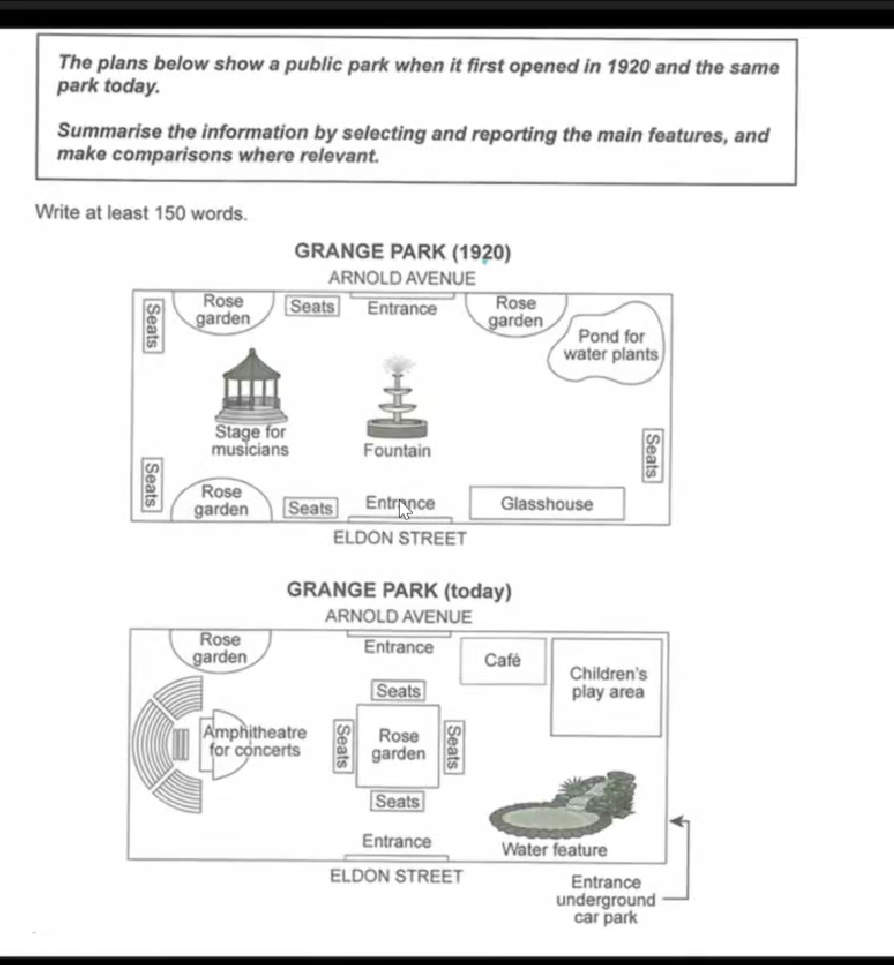 The plans below show a public park when it first opened in 1920 and the same
park today.
Summarise the information by selecting and reporting the main features, and
make comparisons where relevant.
Write at least 150 words.
GRANGE PARK (1920)
ARNOLD AVENUE
Seats
Rose
garden
Seats
Entrance
Rose
garden
Pond for
water plants
Stage for
musicians
Fountain
Seats
Seats
Rose
garden
Seats
Entrance
Glasshouse
ELDON STREET
GRANGE PARK (today)
ARNOLD AVENUE
Rose
garden
Entrance
Café
Children's
play area
Seats
Amphitheatre
for concerts
Seats
Rose
garden
Seats
Seats
Entrance
Water feature
ELDON STREET
Entrance
underground
car park